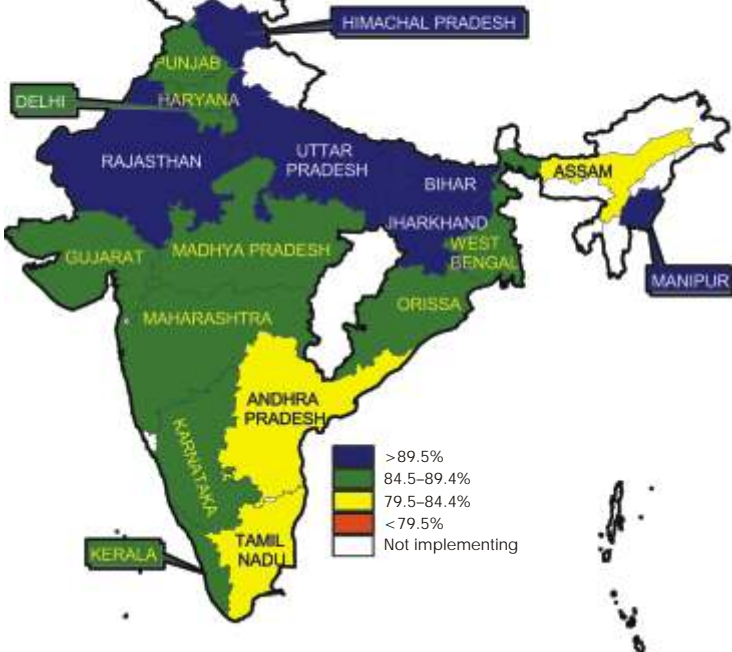 HIMACHAL PRADESH
PUNJAB
DELHI
HARYANA
RAJASTHAN
UTTAR
PRADESH
BIHAR
ASSAM
JHARKHAND
WEST
BENGAL
GUJARAT
MADHYA PRADESH
MANIPUR
ORISSA
MAHARASHTRA
ANDHRA
PRADESH
KARNATAKA
>89.5%
84.5–89.4%
79.5–84.4%
<79.5%
Not implementing
TAMIL
NADU
KERALA